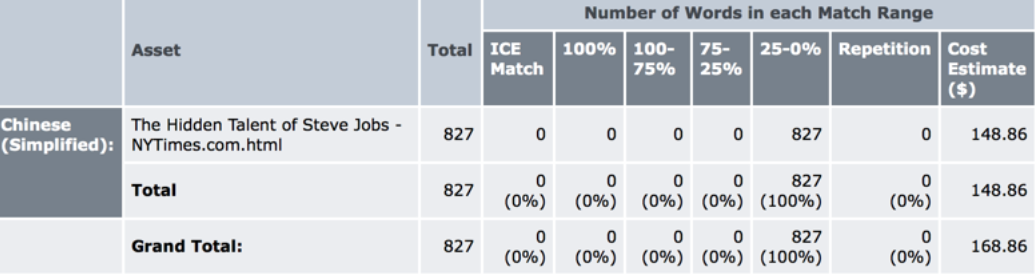 Number of Words in each Match Range
Asset Total ICE Match 100% 100-75% 75-25% 25-0% Repetition Cost Estimate ($)
Chinese (Simplified): The Hidden Talent of Steve Jobs - NYTimes.com.html 827 0 0 0 0 827 0 148.86
Total 827 0 (0%) 0 (0%) 0 (0%) 0 (0%) 827 (100%) 0 (0%) 148.86
Grand Total: 827 0 (0%) 0 (0%) 0 (0%) 0 (0%) 827 (100%) 0 (0%) 168.86